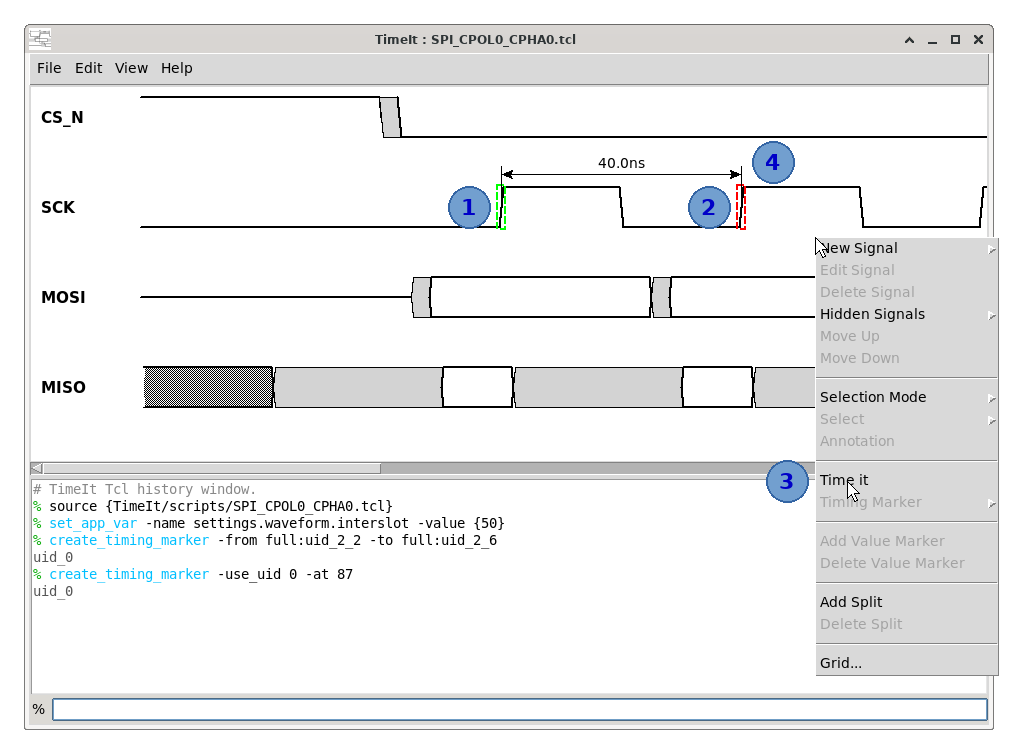 TimeIt : SPI_CPOL0_CPHA0.tcl
File Edit View Help
CS_N
40.0ns
4
SCK
1
2
MOSI
MISO
New Signal
Edit Signal
Delete Signal
Hidden Signals
Move Up
Move Down
Selection Mode
Select
Annotation
3
Time it
Timing Marker
Add Value Marker
Delete Value Marker
Add Split
Delete Split
Grid...
# TimeIt Tcl history window.
% source {TimeIt/scripts/SPI_CPOL0_CPHA0.tcl}
% set_app_var -name settings.waveform.interslot -value {50}
% create_timing_marker -from full:uid_2_2 -to full:uid_2_6
uid_0
% create_timing_marker -use_uid 0 -at 87
uid_0
%